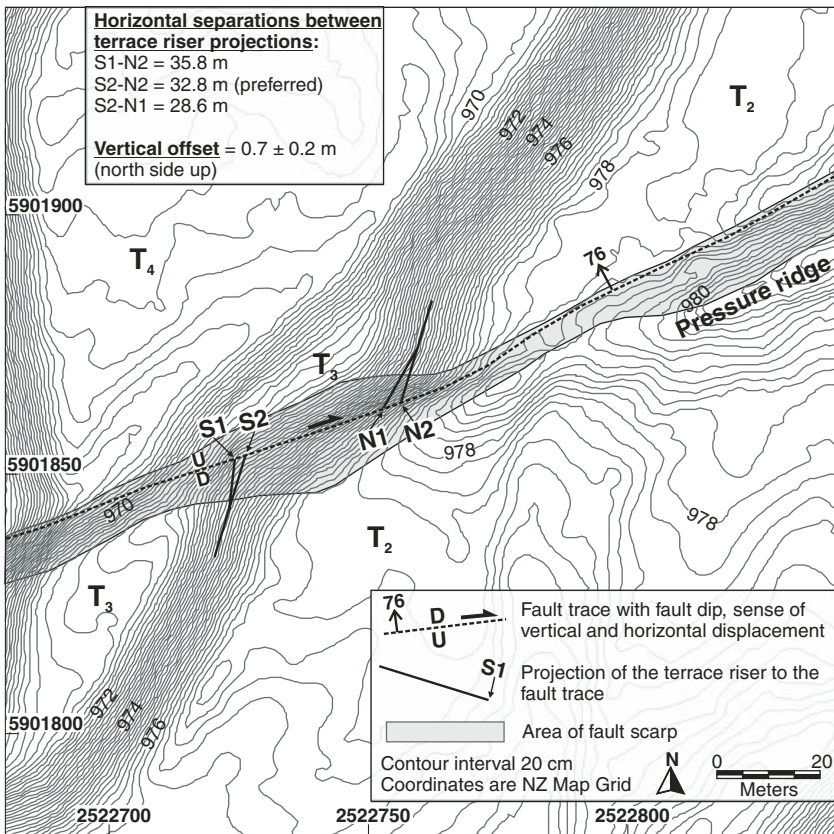 Horizontal separations between
terrace riser projections:
S1-N2 = 35.8 m
S2-N2 = 32.8 m (preferred)
S2-N1 = 28.6 m
Vertical offset = 0.7 ± 0.2 m
(north side up)
970
972
974
976
978
T2
5901900
T4
76
980
Pressure ridge
T3
S1
S2
N1
N2
U
D
978
5901850
970
978
T2
T3
972
974
976
5901800
76
D
U
Fault trace with fault dip, sense of
vertical and horizontal displacement
S1
Projection of the terrace riser to the
fault trace
Area of fault scarp
Contour interval 20 cm
Coordinates are NZ Map Grid
N
0 20
Meters
2522700 2522750 2522800